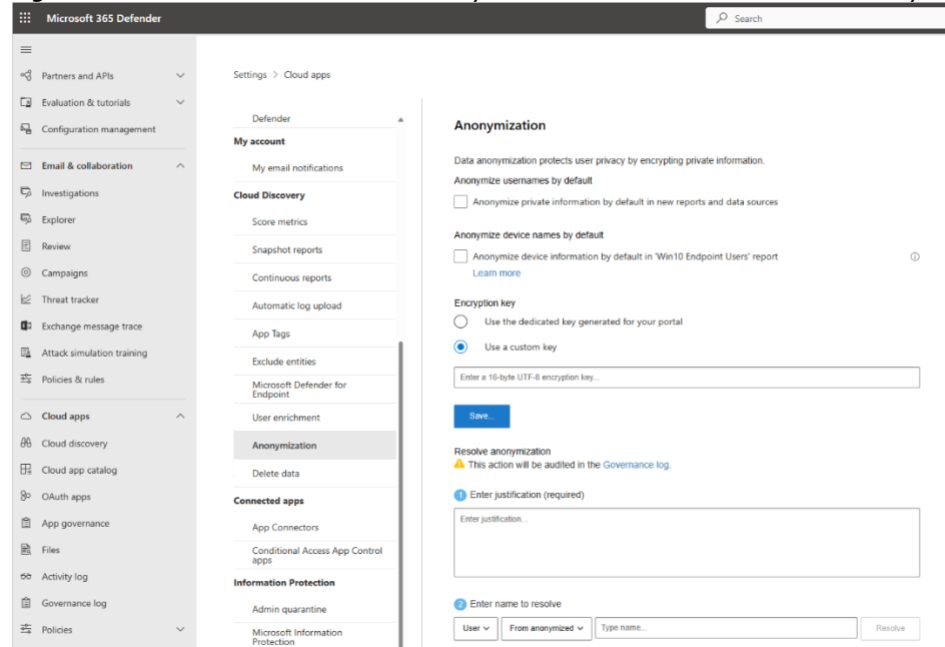 Microsoft 365 Defender
Search
Partners and APIs
Evaluation & tutorials
Configuration management
Email & collaboration
Investigations
Explorer
Review
Campaigns
Threat tracker
Exchange message trace
Attack simulation training
Policies & rules
Cloud apps
Cloud discovery
Cloud app catalog
OAuth apps
App governance
Files
Activity log
Governance log
Policies
Settings > Cloud apps
Defender
My account
My email notifications
Cloud Discovery
Score metrics
Snapshot reports
Continuous reports
Automatic log upload
App Tags
Exclude entities
Microsoft Defender for
Endpoint
User enrichment
Anonymization
Delete data
Connected apps
App Connectors
Conditional Access App Control
apps
Information Protection
Admin quarantine
Microsoft Information
Protection
Anonymization
Data anonymization protects user privacy by encrypting private information.
Anonymize usernames by default
Anonymize private information by default in new reports and data sources
Anonymize device names by default
Anonymize device information by default in 'Win10 Endpoint Users' report
Learn more
Encryption key
Use the dedicated key generated for your portal
Use a custom key
Enter a 16-byte UTF-8 encryption key...
Save...
Resolve anonymization
This action will be audited in the Governance log.
1 Enter justification (required)
Enter justification...
2 Enter name to resolve
User From anonymized Type name... Resolve